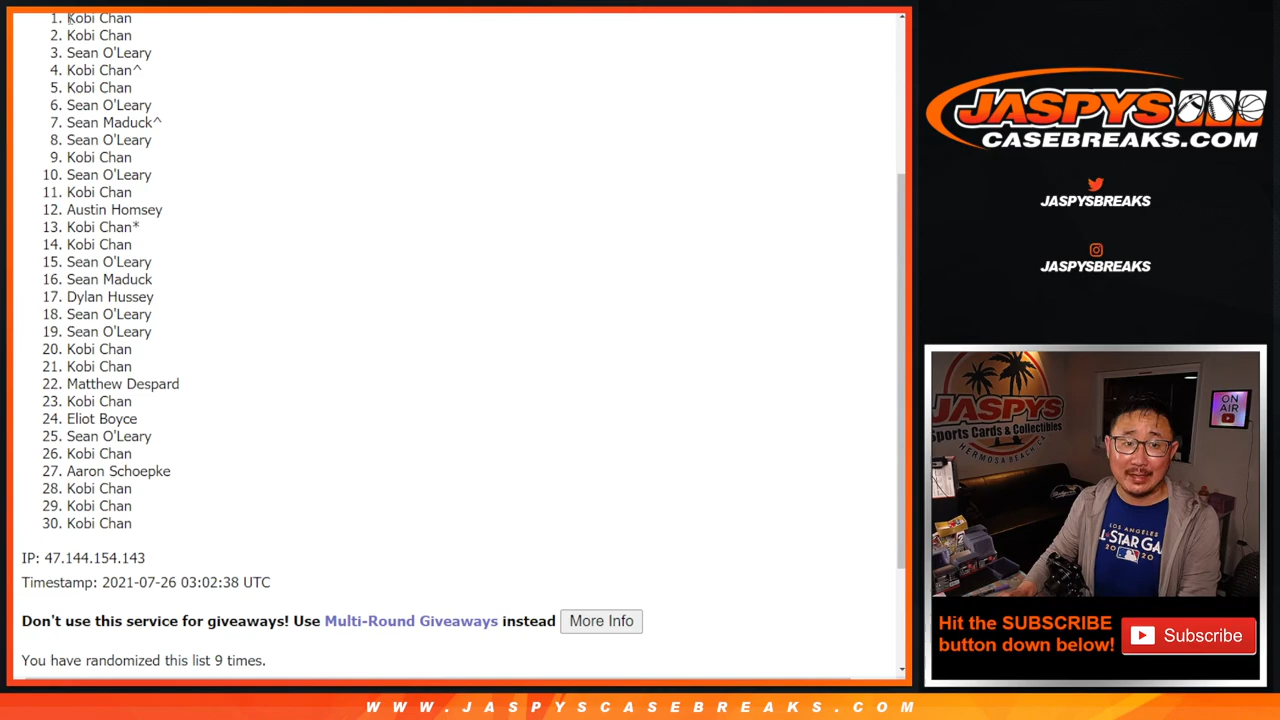 1. Kobi Chan
2. Kobi Chan
3. Sean O'Leary
4. Kobi Chan^
5. Kobi Chan
6. Sean O'Leary
7. Sean Maduck^
8. Sean O'Leary
9. Kobi Chan
10. Sean O'Leary
11. Kobi Chan
12. Austin Homsey
13. Kobi Chan*
14. Kobi Chan
15. Sean O'Leary
16. Sean Maduck
17. Dylan Hussey
18. Sean O'Leary
19. Sean O'Leary
20. Kobi Chan
21. Kobi Chan
22. Matthew Despard
23. Kobi Chan
24. Eliot Boyce
25. Sean O'Leary
26. Kobi Chan
27. Aaron Schoepke
28. Kobi Chan
29. Kobi Chan
30. Kobi Chan
IP: 47.144.154.143
Timestamp: 2021-07-26 03:02:38 UTC
Don't use this service for giveaways! Use Multi-Round Giveaways instead More Info
You have randomized this list 9 times.
JASPYS
CASEBREAKS.COM
JASPYSBREAKS
JASPYSBREAKS
JASPYS
Sports Cards & Collectibles
HERMOSA BEACH, CA
ON AIR
LOS ANGELES
ALL-STAR GA
2020
Hit the SUBSCRIBE
button down below!
Subscribe
WWW.JASPYSCASEBREAKS.COM